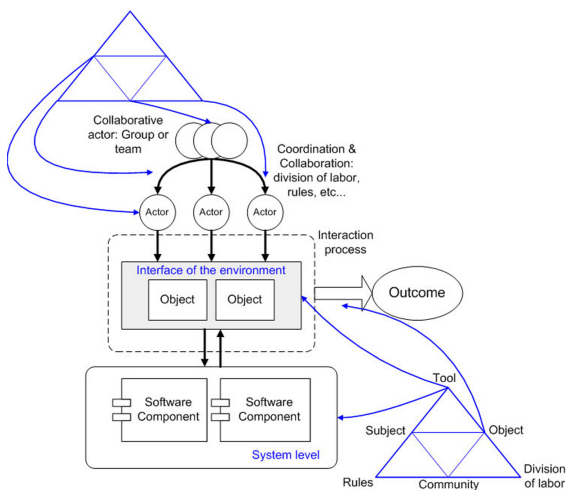 Collaborative
actor: Group or
team
Coordination &
Collaboration:
division of labor,
rules, etc...
Actor
Actor
Actor
Interaction
process
Interface of the environment
Object
Object
Outcome
Software
Component
Software
Component
System level
Tool
Subject
Object
Rules
Community
Division
of labor